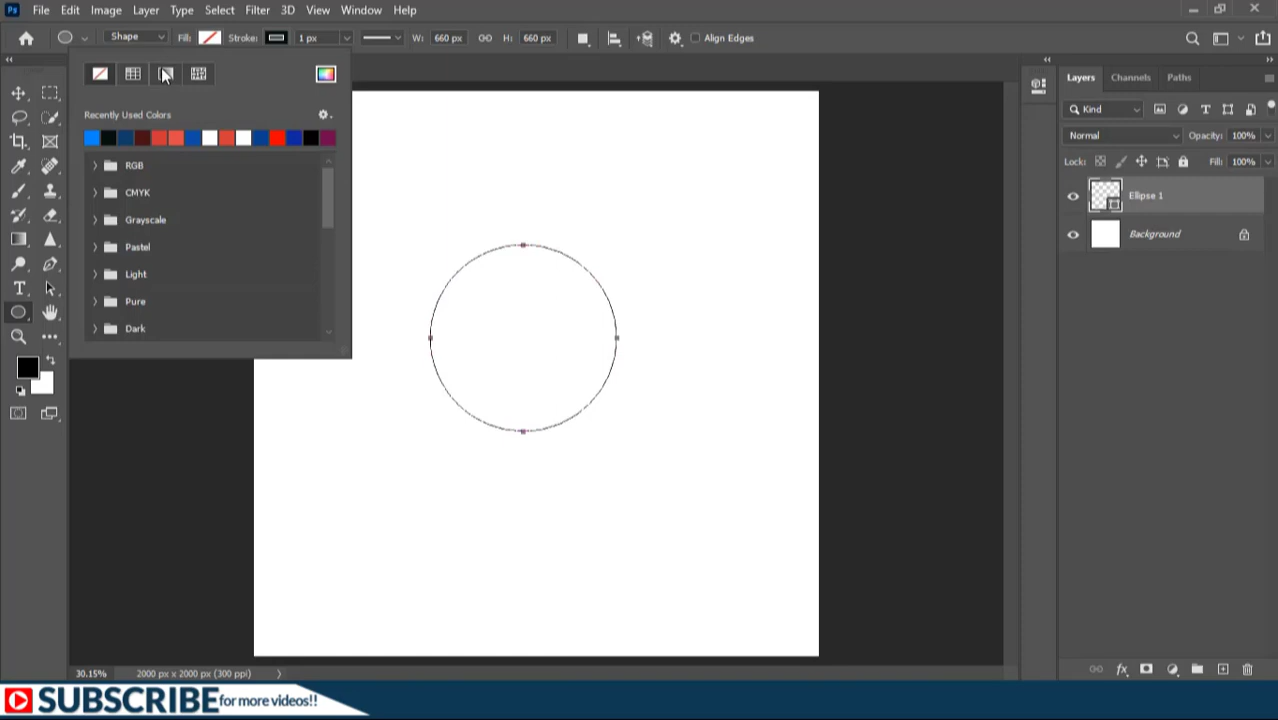 Ps File Edit Image Layer Type Select Filter 3D View Window Help
Shape Fill: Stroke: 1 px W: 660 px H: 660 px Align Edges
Recently Used Colors
RGB
CMYK
Grayscale
Pastel
Light
Pure
Dark
Layers Channels Paths
Kind
Normal Opacity: 100%
Lock: Fill: 100%
Ellipse 1
Background
30.15% 2000 px x 2000 px (300 ppi)
SUBSCRIBE for more videos!!